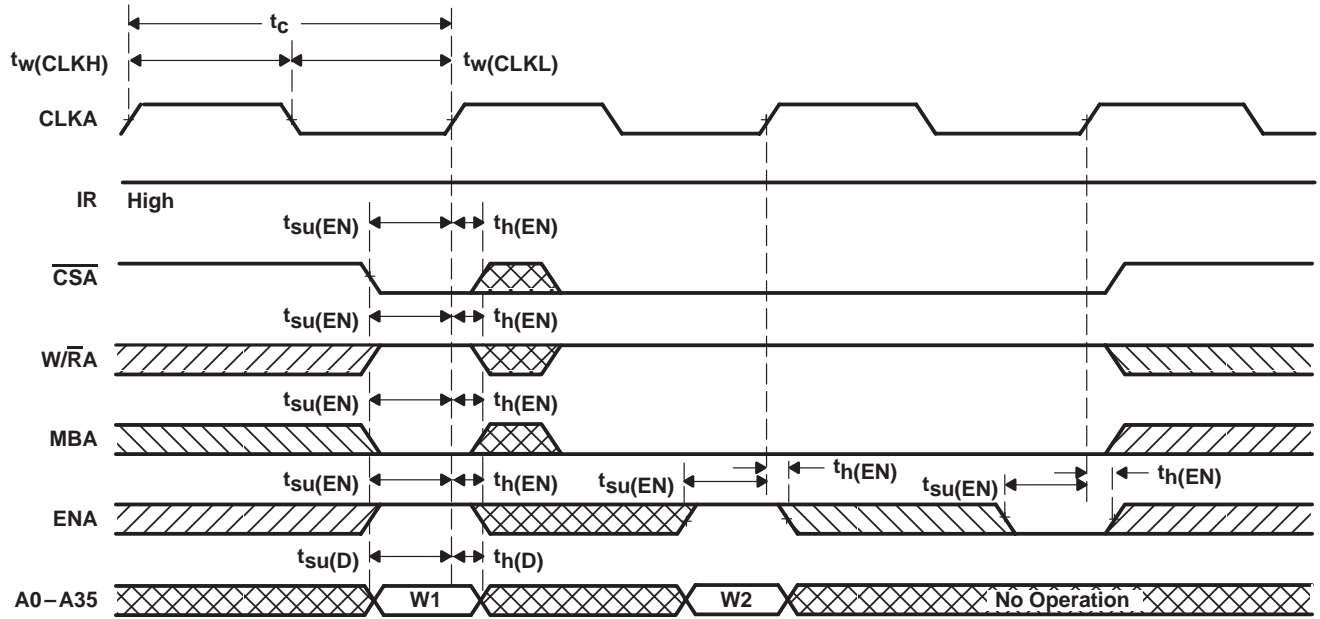 tc
tw(CLKH)
tw(CLKL)
CLKA
IR
High
tsu(EN)
th(EN)
CSA
tsu(EN)
th(EN)
W/RA
tsu(EN)
th(EN)
MBA
tsu(EN)
th(EN)
tsu(EN)
th(EN)
tsu(EN)
th(EN)
ENA
tsu(D)
th(D)
A0–A35
W1
W2
No Operation